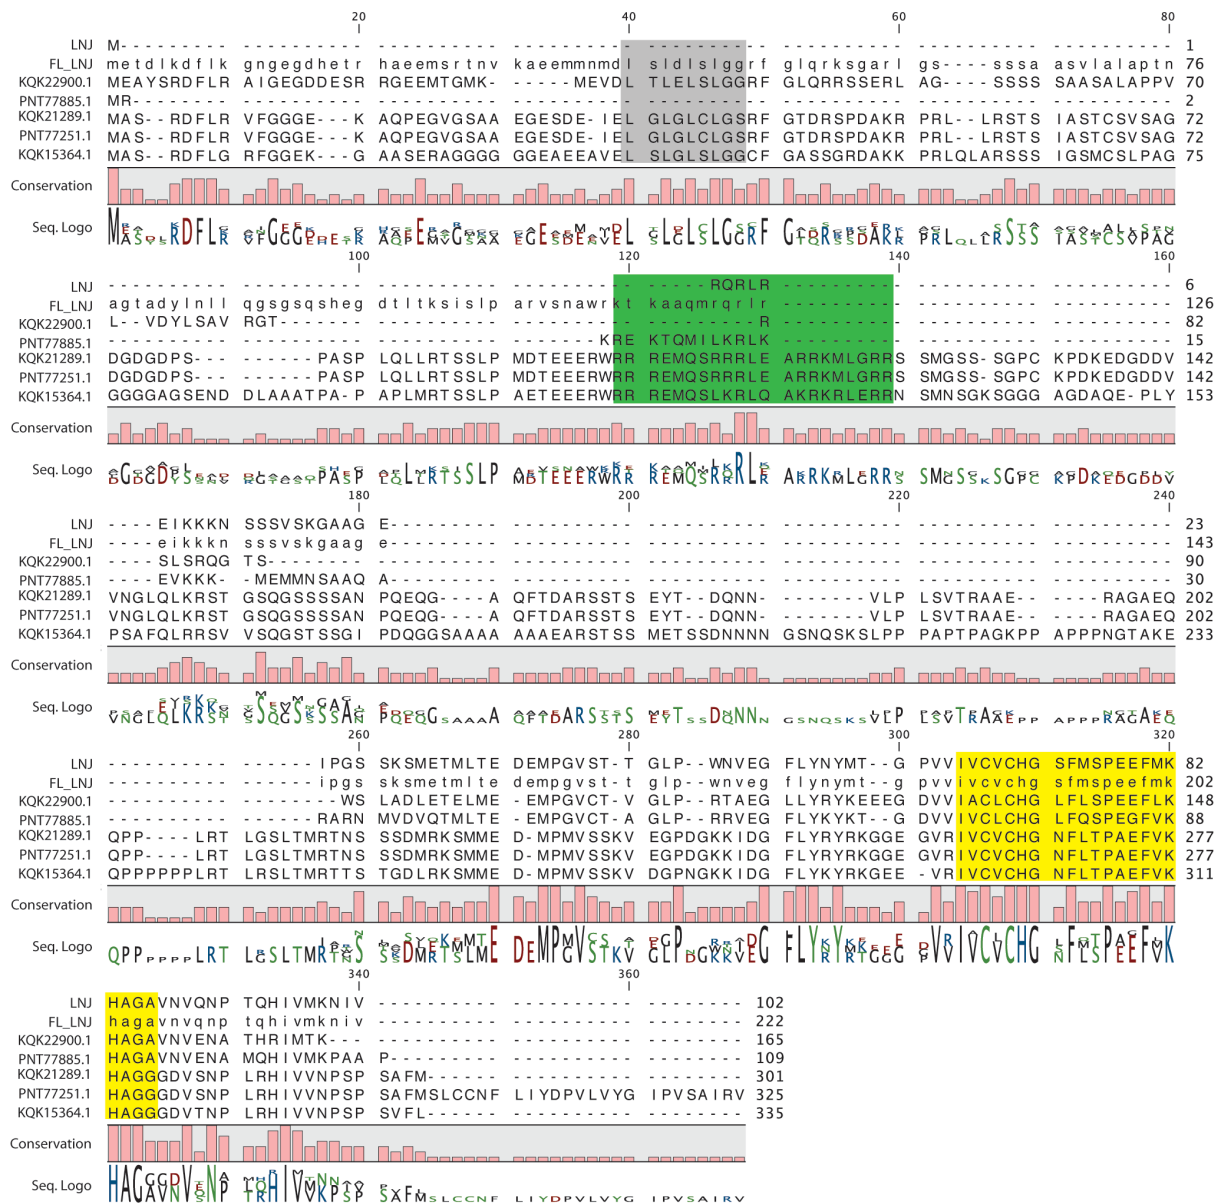 20 40 60 80
LNJ M--------- ---------- ---------- ---------- ---------- ---------- ---------- ---------- 1
FL_LNJ metdlkdflk gngegdhetr haeemsrtnv kaeemmnmdl sldlslggrf glqrksgarl gs----sssa asvlalaptn 76
KQK22900.1 MEAYSRDFLR AIGEGDDESR RGEEMTGMK- -----MEVDL TLELSLGGRF GLQRRSSERL AG----SSSS SAASALAPPV 70
PNT77885.1 MR-------- ---------- ---------- ---------- ---------- ---------- ---------- ---------- 2
KQK21289.1 MAS--RDFLR VFGGGE---K AQPEGVGSAA EGESDE-IEL GLGLCLGSRF GTDRSPDAKR PRL--LRSTS IASTCSVSAG 72
PNT77251.1 MAS--RDFLR VFGGGE---K AQPEGVGSAA EGESDE-IEL GLGLCLGSRF GTDRSPDAKR PRL--LRSTS IASTCSVSAG 72
KQK15364.1 MAS--RDFLG RFGGEK---G AASERAGGGG GGEAEEAVEL SLGLSLGGCF GASSGRDAKK PRLQLARSSS IGSMCSLPAG 75
Conservation
Seq. Logo
100 120 140 160
LNJ ---------- ---------- ---------- ---------- -----RQRLR ---------- ---------- ---------- 6
FL_LNJ agtadylnll qgsgsqsheg dtltksislp arvsnawrkt kaaqmrqrlr ---------- ---------- ---------- 126
KQK22900.1 L--VDYLSAV RGT------- ---------- ---------- ---------R ---------- ---------- ---------- 82
PNT77885.1 ---------- ---------- ---------- -------KRE KTQMILKRLK ---------- ---------- ---------- 15
KQK21289.1 DGDGDPS--- ------PASP LQLLRTSSLP MDTEEERWRR REMQSRRRLE ARRKMLGRRS SMGSS-SGPC KPDKEDGDDV 142
PNT77251.1 DGDGDPS--- ------PASP LQLLRTSSLP MDTEEERWRR REMQSRRRLE ARRKMLGRRS SMGSS-SGPC KPDKEDGDDV 142
KQK15364.1 GGGGAGSEND DLAAATPA-P APLMRTSSLP AETEEERWRR REMQSLKRLQ AKRKRLERRN SMNSGKSGGG AGDAQE-PLY 153
Conservation
Seq. Logo
180 200 220 240
LNJ ----EIKKKN SSSVSKGAAG E--------- ---------- ---------- ---------- ---------- ---------- 23
FL_LNJ ----eikkkn sssvskgaag e--------- ---------- ---------- ---------- ---------- ---------- 143
KQK22900.1 ----SLSRQG TS-------- ---------- ---------- ---------- ---------- ---------- ---------- 90
PNT77885.1 ----EVKKK- -MEMMNSAAQ A--------- ---------- ---------- ---------- ---------- ---------- 30
KQK21289.1 VNGLQLKRST GSQGSSSSAN PQEQG----A QFTDARSSTS EYT--DQNN- -------VLP LSVTRAAE-- ----RAGAEQ 202
PNT77251.1 VNGLQLKRST GSQGSSSSAN PQEQG----A QFTDARSSTS EYT--DQNN- -------VLP LSVTRAAE-- ----RAGAEQ 202
KQK15364.1 PSAFQLRRSV VSQGSTSSGI PDQGGSAAAA AAAEARSTSS METSSDNNNN GSNQSKSLPP PAPTPAGKPP APPPNGTAKE 233
Conservation
Seq. Logo
260 280 300 320
LNJ ---------- ------IPGS SKSMETMLTE DEMPGVST-T GLP--WNVEG FLYNYMT--G PVVIVCVCHG SFMSPEEFMK 82
FL_LNJ ---------- ------ipgs sksmetmlte dempgvst-t glp--wnveg flynymt--g pvvivcvchg sfmspeefmk 202
KQK22900.1 ---------- --------WS LADLETELME -EMPGVCT-V GLP--RTAEG LLYRYKEEEG DVVIACLCHG LFLSPEEFLK 148
PNT77885.1 ---------- ------RARN MVDVQTMLTE -EMPGVCT-A GLP--RRVEG FLYKYKT--G DVVIVCLCHG LFQSPEGFVK 88
KQK21289.1 QPP----LRT LGSLTMRTNS SSDMRKSMME D-MPMVSSKV EGPDGKKIDG FLYRYRKGGE GVRIVCVCHG NFLTPAEFVK 277
PNT77251.1 QPP----LRT LGSLTMRTNS SSDMRKSMME D-MPMVSSKV EGPDGKKIDG FLYRYRKGGE GVRIVCVCHG NFLTPAEFVK 277
KQK15364.1 QPPPPPPLRT LRSLTMRTTS TGDLRKSMME D-MPMVSSKV DGPNGKKIDG FLYKYRKGEE -VRIVCVCHG NFLTPAEFVK 311
Conservation
Seq. Logo
340 360
LNJ HAGAVNVQNP TQHIVMKNIV ---------- ---------- -------- 102
FL_LNJ hagavnvqnp tqhivmkniv ---------- ---------- -------- 222
KQK22900.1 HAGAVNVENA THRIMTK--- ---------- ---------- -------- 165
PNT77885.1 HAGAVNVENA MQHIVMKPAA P--------- ---------- -------- 109
KQK21289.1 HAGGGDVSNP LRHIVVNPSP SAFM------ ---------- -------- 301
PNT77251.1 HAGGGDVSNP LRHIVVNPSP SAFMSLCCNF LIYDPVLVYG IPVSAIRV 325
KQK15364.1 HAGGGDVTNP LRHIVVNPSP SVFL------ ---------- -------- 335
Conservation
Seq. Logo